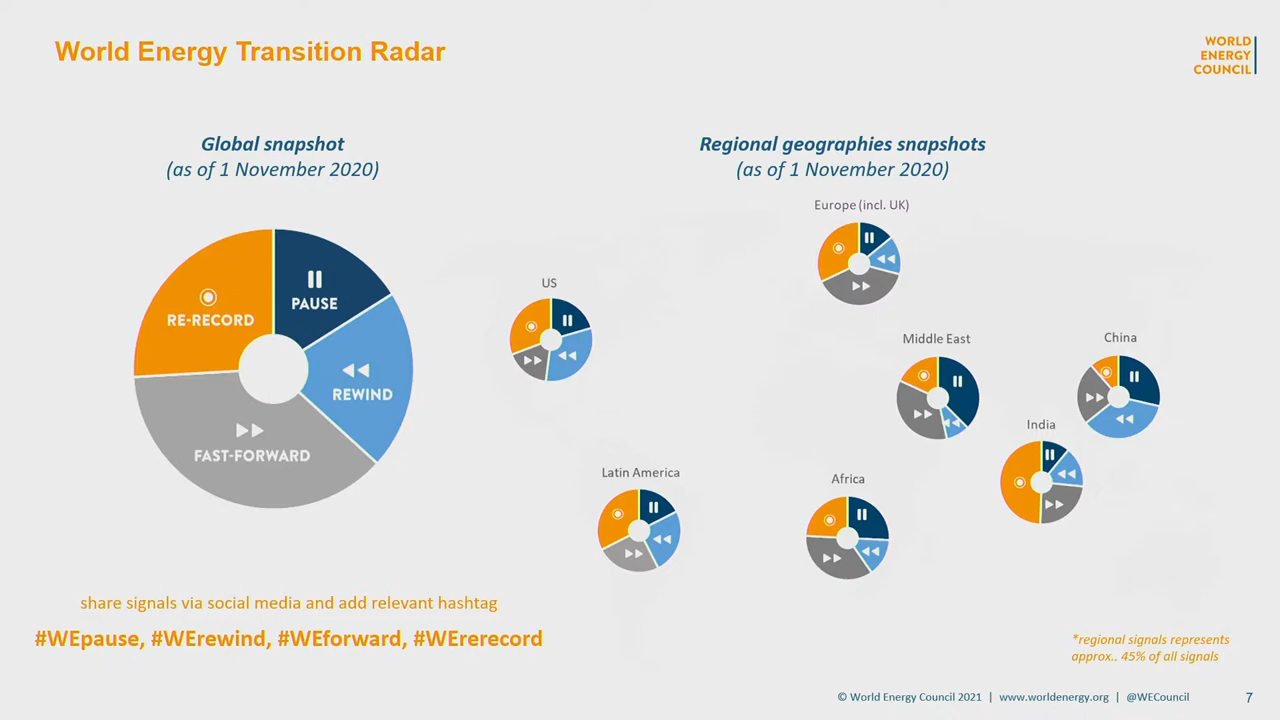 World Energy Transition Radar
WORLD
ENERGY
COUNCIL
Global snapshot
(as of 1 November 2020)
Regional geographies snapshots
(as of 1 November 2020)
RE-RECORD
PAUSE
REWIND
FAST-FORWARD
US
Europe (incl. UK)
Middle East
China
India
Latin America
Africa
share signals via social media and add relevant hashtag
#WEpause, #WErewind, #WEforward, #WErerecord
*regional signals represents
approx.. 45% of all signals
© World Energy Council 2021 | www.worldenergy.org | @WECouncil
7